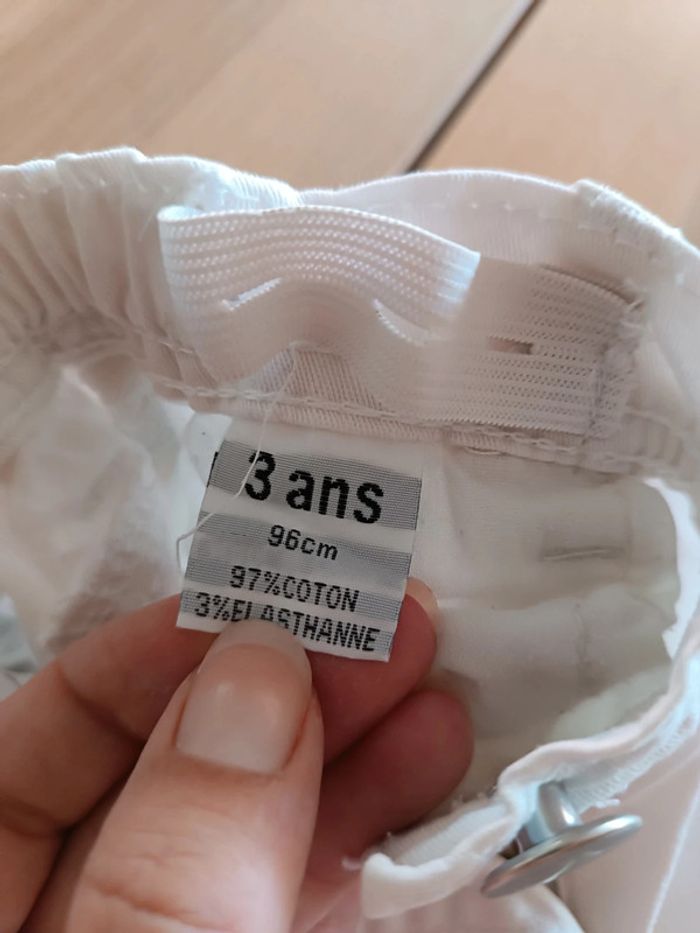 3 ans
96cm
97%COTON
3%ELASTHANNE